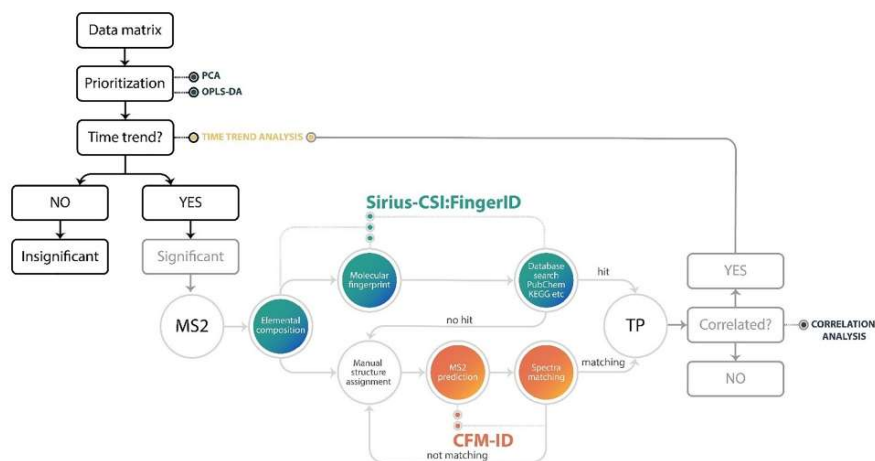 Data matrix
Prioritization
PCA
OPLS-DA
Time trend?
TIME TREND ANALYSIS
NO
YES
Insignificant
Significant
MS2
Sirius-CSI:FingerID
Elemental
composition
Molecular
fingerprint
Database
search
PubChem
KEGG etc
hit
no hit
Manual
structure
assignment
MS2
prediction
Spectra
matching
matching
not matching
CFM-ID
TP
YES
Correlated?
CORRELATION
ANALYSIS
NO